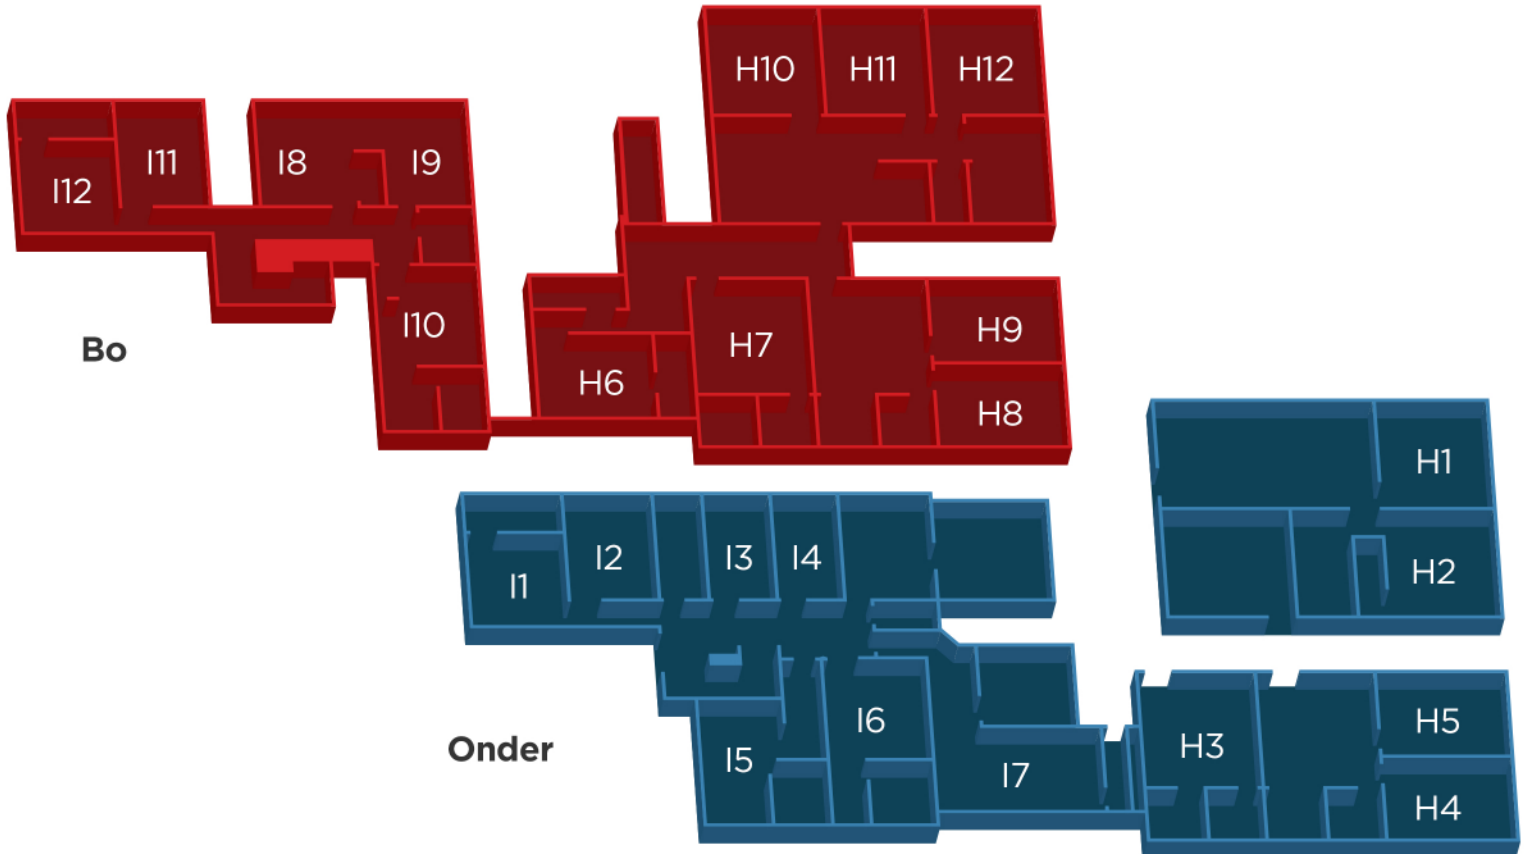 H10 H11 H12
I12 I11 I8 I9
I10
Bo
H6 H7 H9
H8
H1
H2
I1 I2 I3 I4
I5 I6
I7
Onder
H3 H5
H4